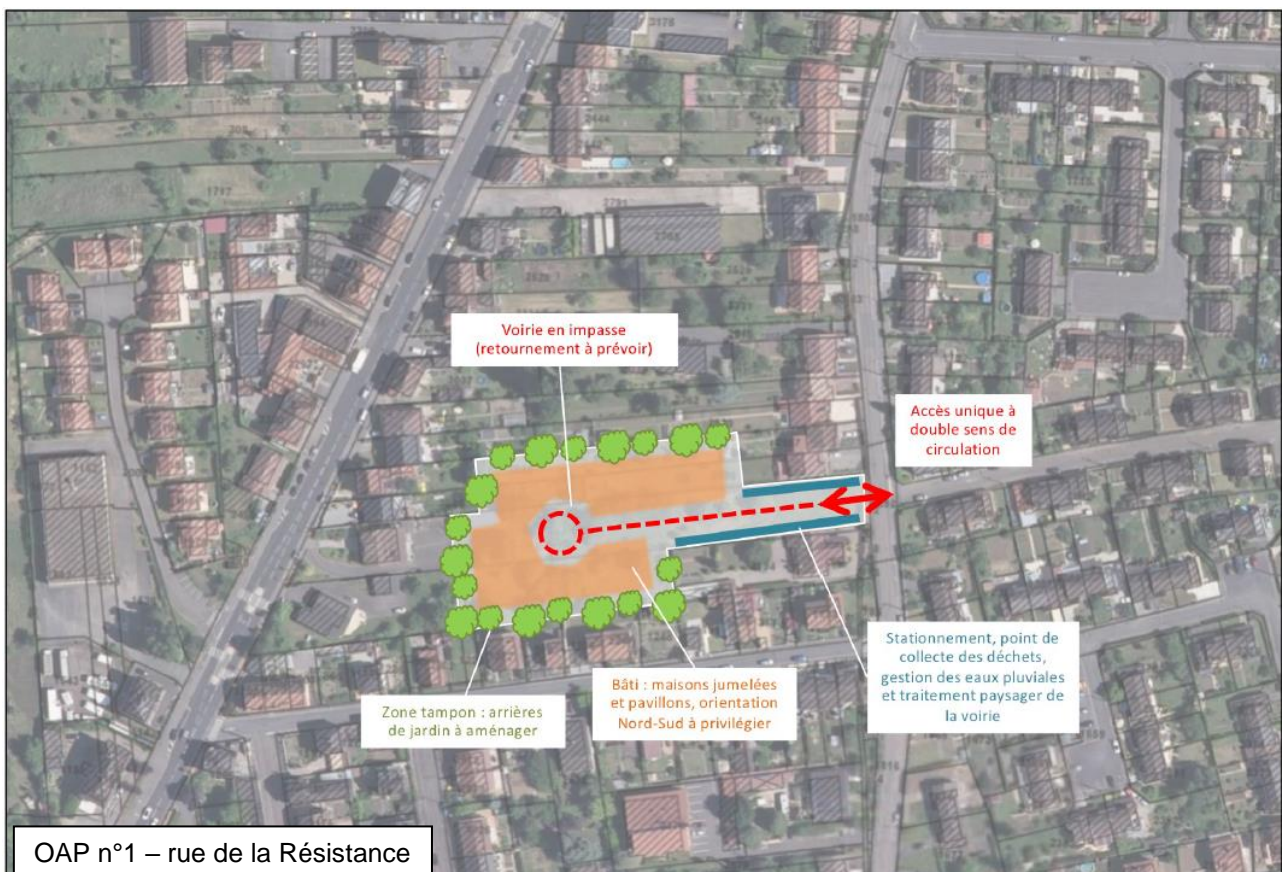 Voirie en impasse
(retournement à prévoir)
Accès unique à
double sens de
circulation
Stationnement, point de
collecte des déchets,
gestion des eaux pluviales
et traitement paysager de
la voirie
Bâti : maisons jumelées
et pavillons, orientation
Nord-Sud à privilégier
Zone tampon : arrières
de jardin à aménager
OAP n°1 – rue de la Résistance